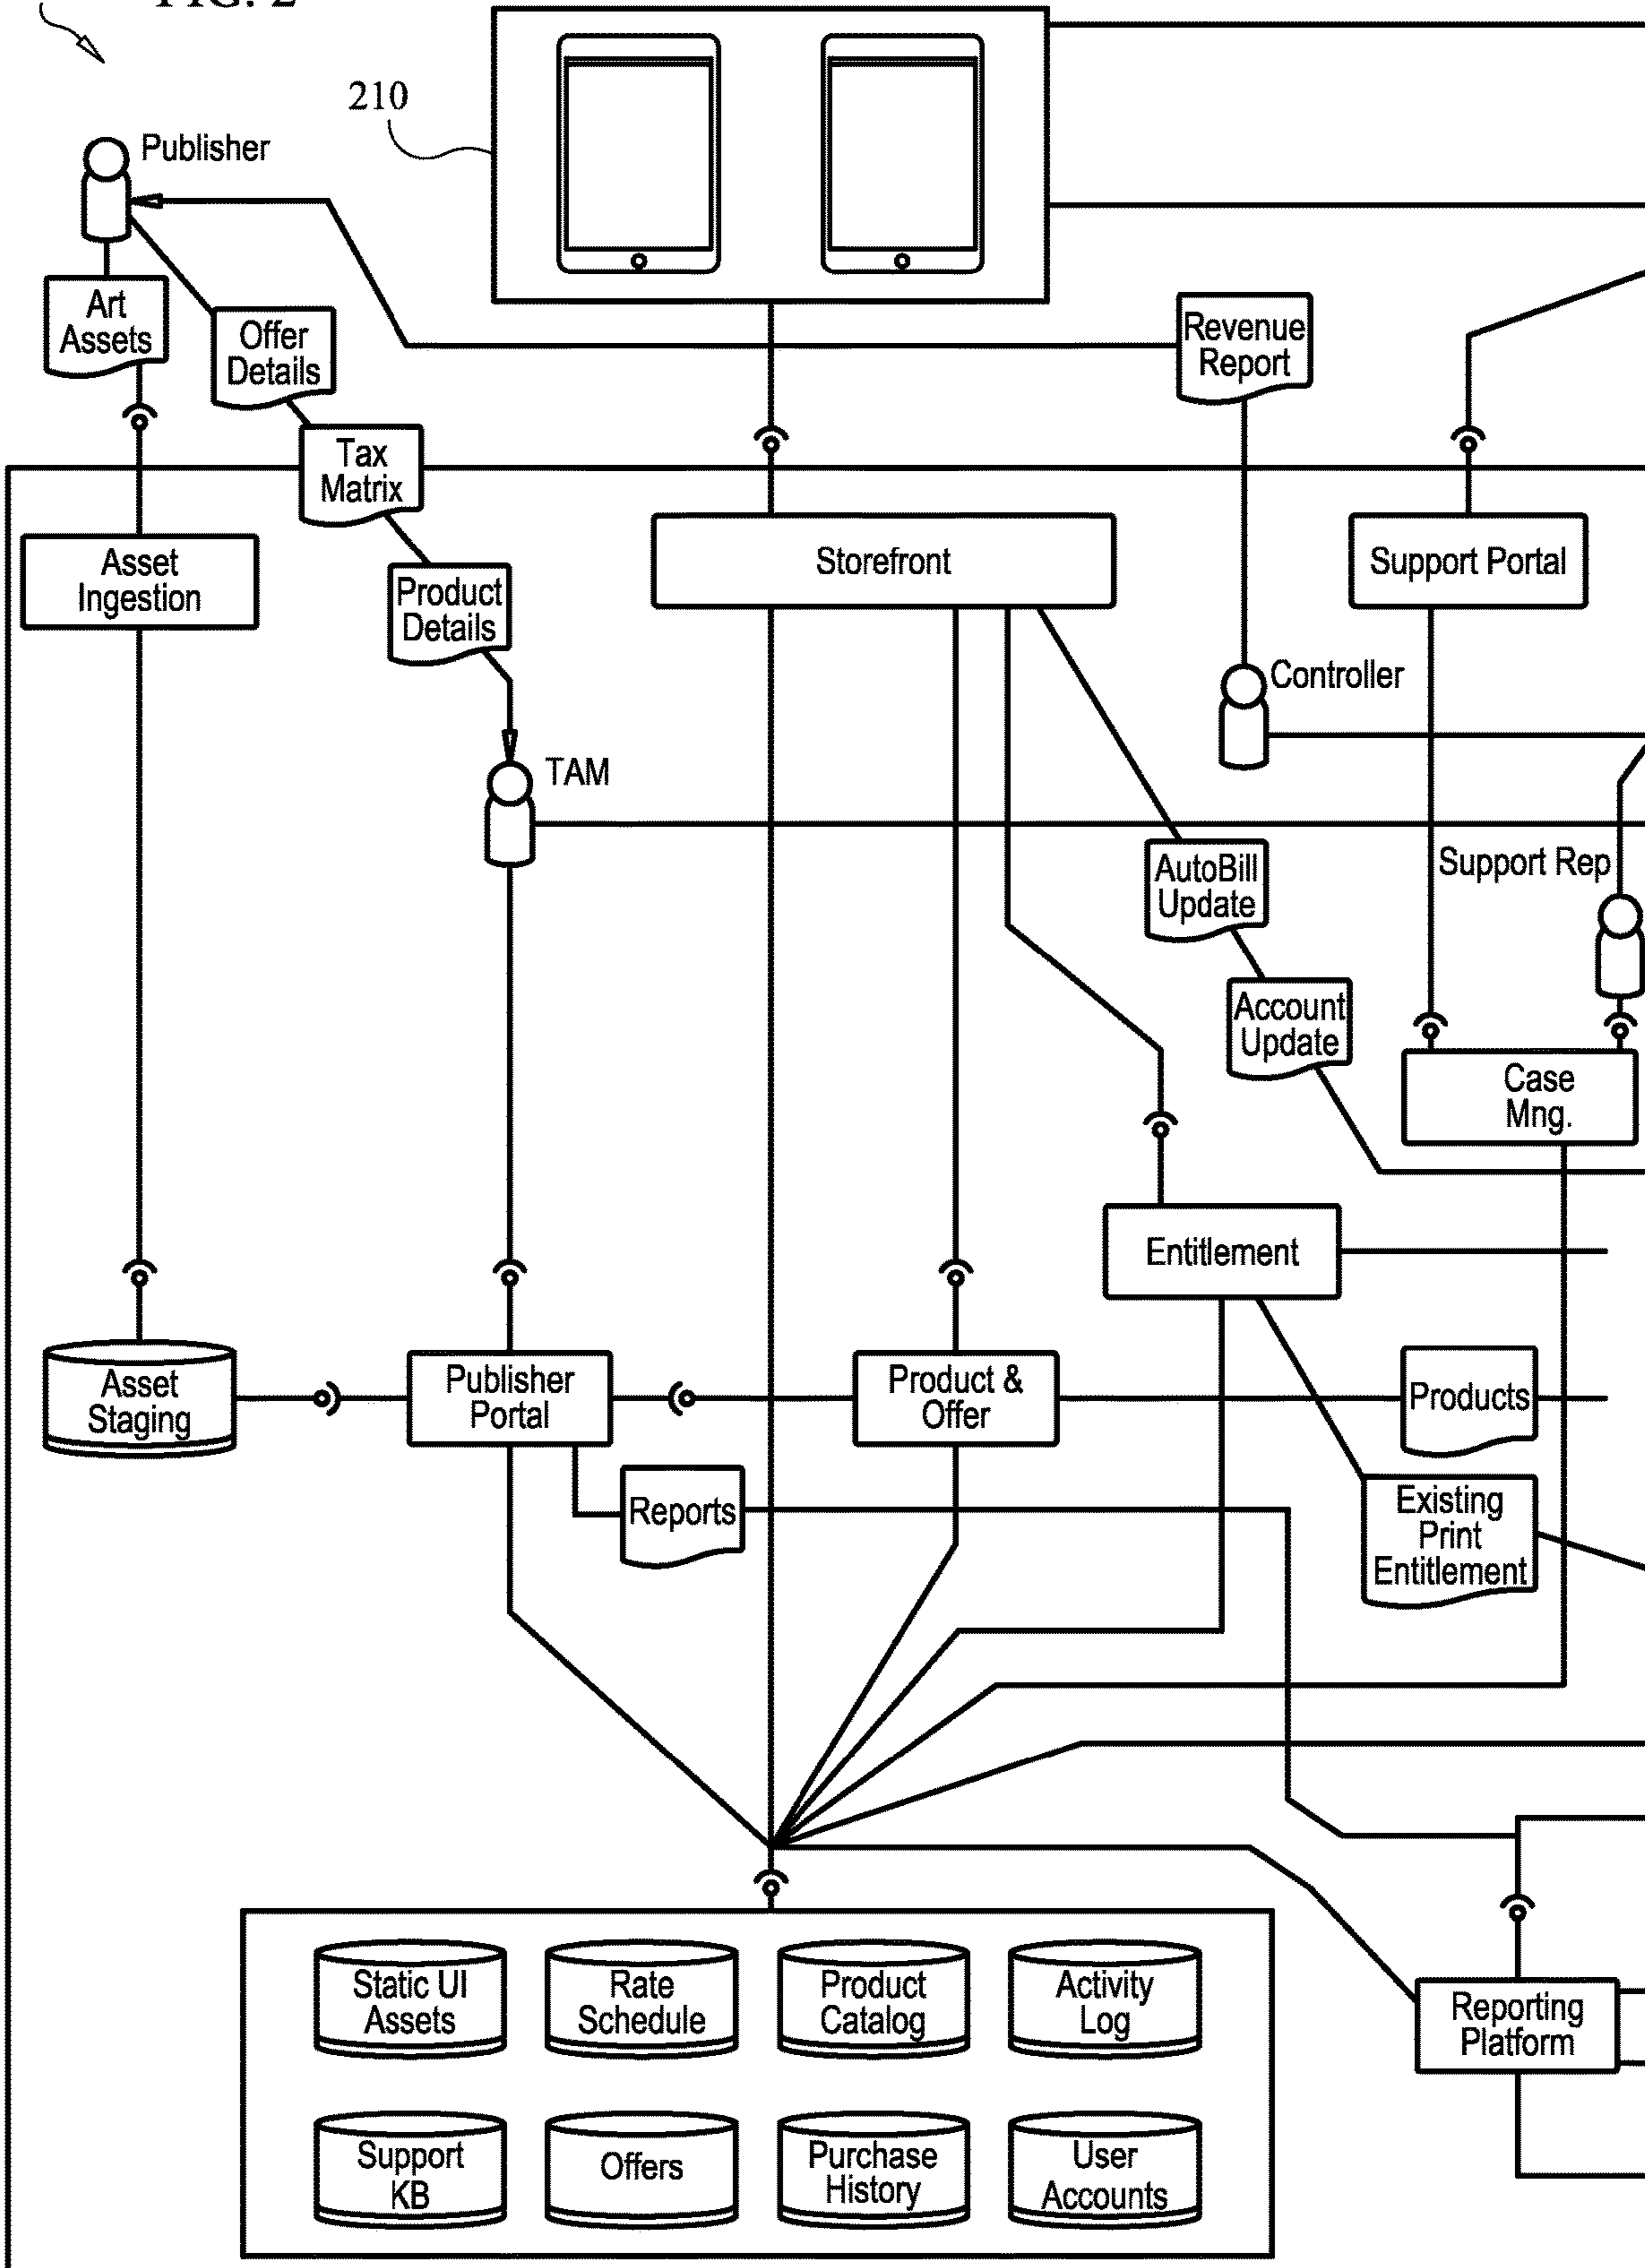 FIG. 2
210
Publisher
Art
Assets
Offer
Details
Revenue
Report
Tax
Matrix
Asset
Ingestion
Product
Details
Storefront
Support Portal
Controller
TAM
AutoBill
Update
Support Rep
Account
Update
Case
Mng.
Entitlement
Asset
Staging
Publisher
Portal
Product &
Offer
Products
Reports
Existing
Print
Entitlement
Static UI
Assets
Rate
Schedule
Product
Catalog
Activity
Log
Reporting
Platform
Support
KB
Offers
Purchase
History
User
Accounts